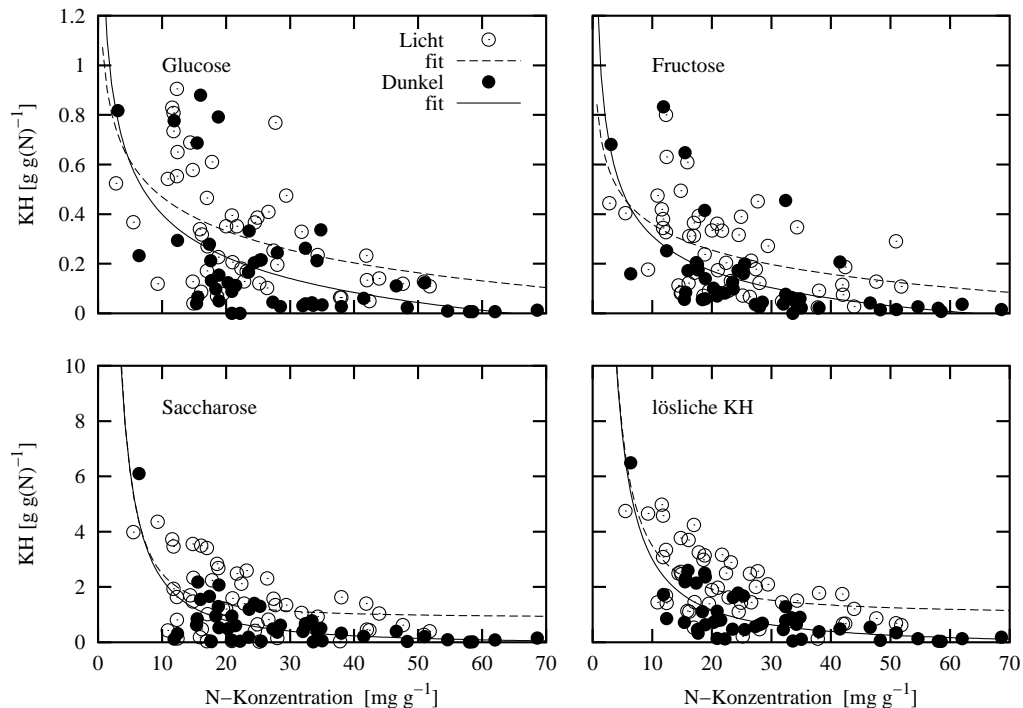 1.2
1
0.8
0.6
0.4
0.2
0
KH [g g(N)⁻¹]
Glucose
Licht
fit
Dunkel
fit
Fructose
10
8
6
4
2
0
KH [g g(N)⁻¹]
Saccharose
lösliche KH
0 10 20 30 40 50 60 70
0 10 20 30 40 50 60 70
N−Konzentration [mg g⁻¹]
N−Konzentration [mg g⁻¹]